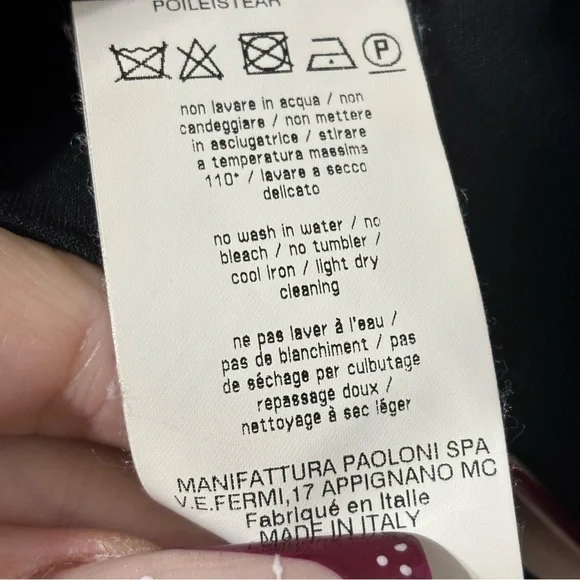 POILEISTEAR
P
non lavare in acqua / non
candeggiare / non mettere
in asciugatrice / stirare
a temperatura massima
110° / lavare a secco
delicato
no wash in water / no
bleach / no tumbler /
cool iron / light dry
cleaning
ne pas laver à l'eau /
pas de blanchiment / pas
de séchage par culbutage
repassage doux /
nettoyage à sec léger
MANIFATTURA PAOLONI SPA
V.E.FERMI,17 APPIGNANO MC
Fabriqué en Italie
MADE IN ITALY